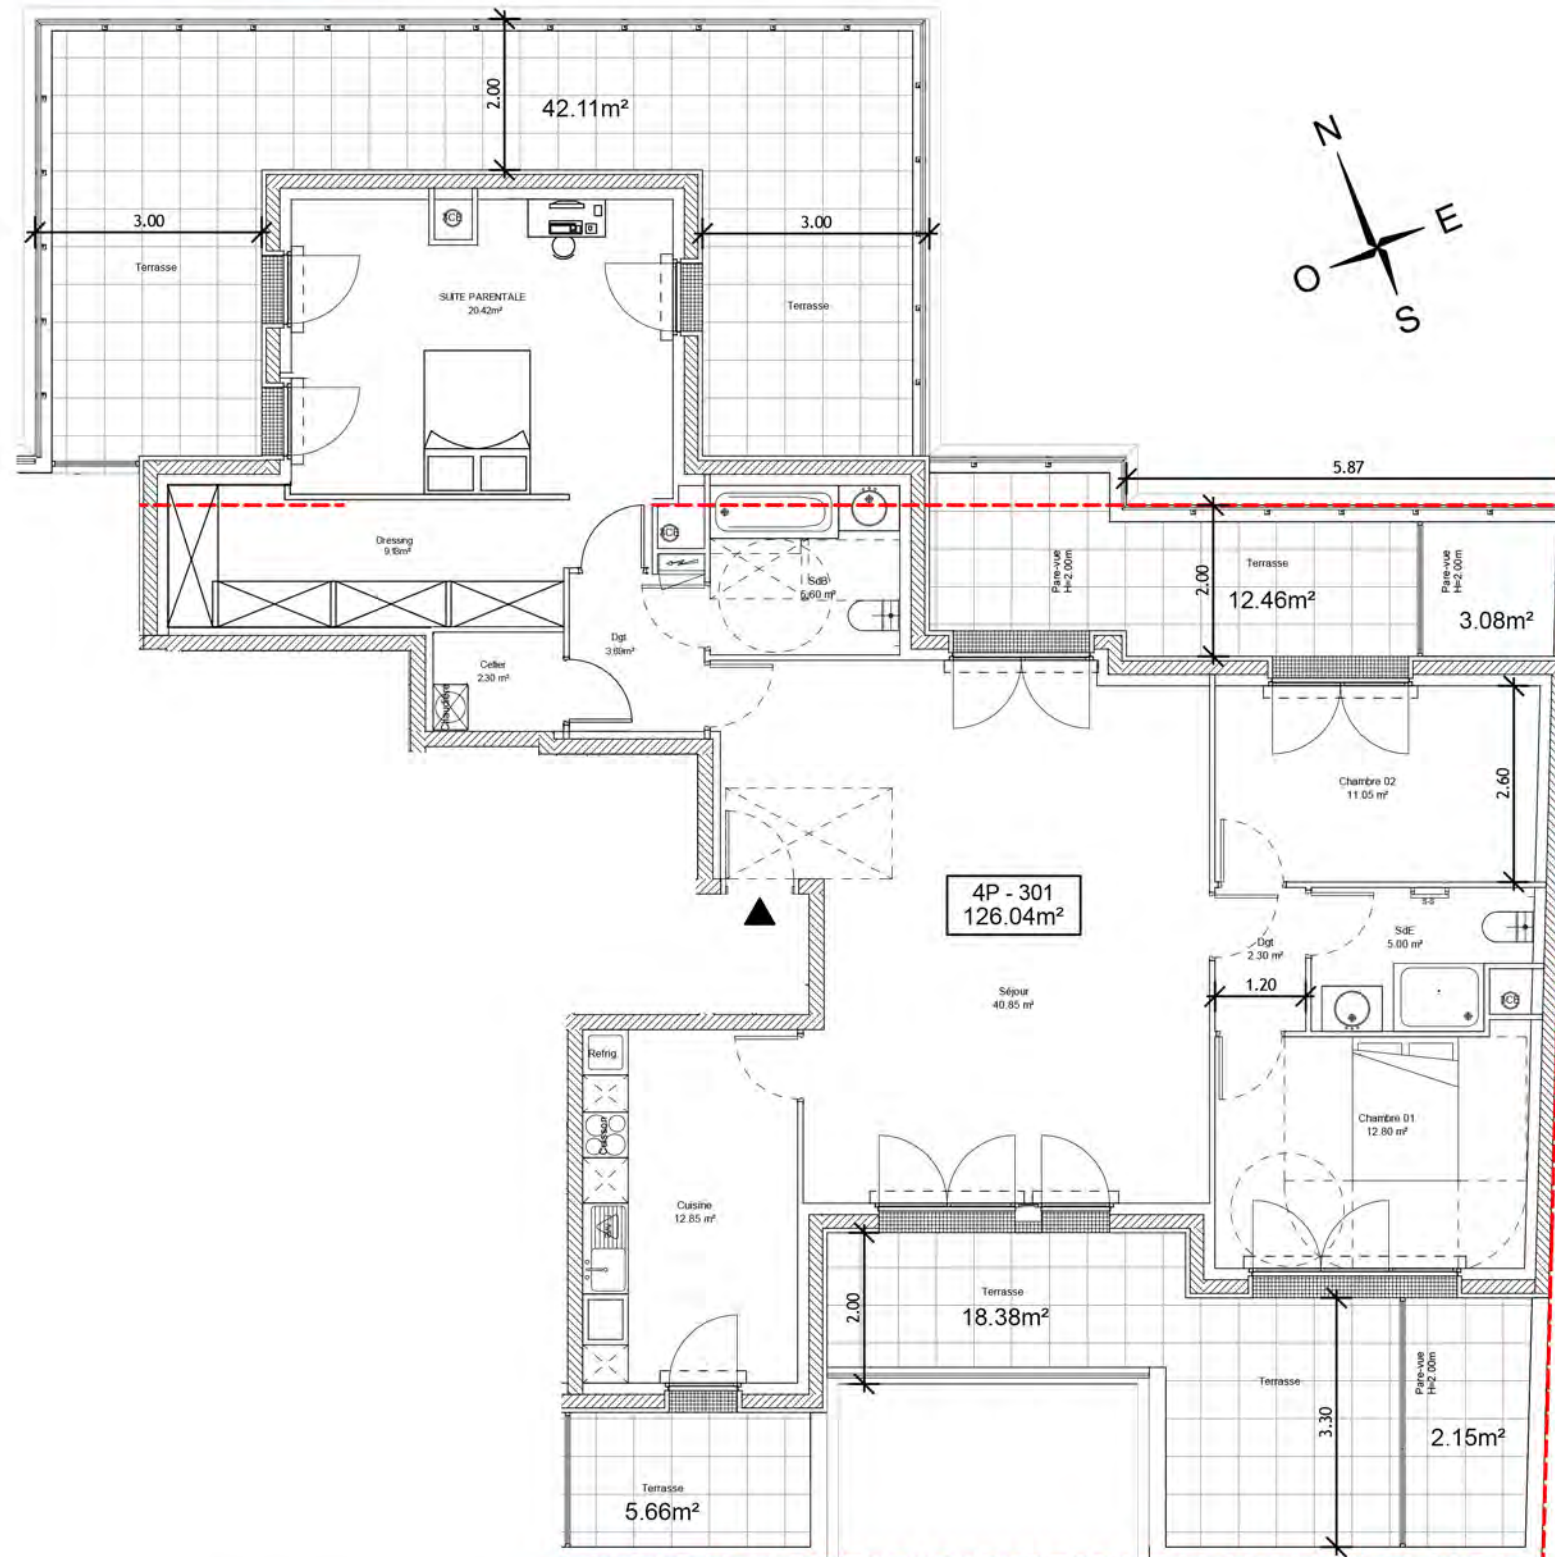 2.00
42.11m²
N
E
O
S
3.00
3.00
Terrasse
Terrasse
3CE
SUITE PARENTALE
20.42m²
5.87
Dressing
9.18m²
3CE
SdB
5.60 m²
Pare-vue
H=2.00m
2.00
Terrasse
12.46m²
Pare-vue
H=2.00m
3.08m²
Dgt
3.69m²
Cellier
2.30 m²
Chaudière
Chambre 02
11.05 m²
2.60
4P - 301
126.04m²
S-S
SdE
5.00 m²
Dgt
2.30 m²
1.20
3CE
Séjour
40.85 m²
Refrig.
Cuisson
Chambre 01
12.80 m²
Cuisine
12.85 m²
2.00
Terrasse
18.38m²
Terrasse
3.30
Pare-vue
H=2.00m
2.15m²
Terrasse
5.66m²